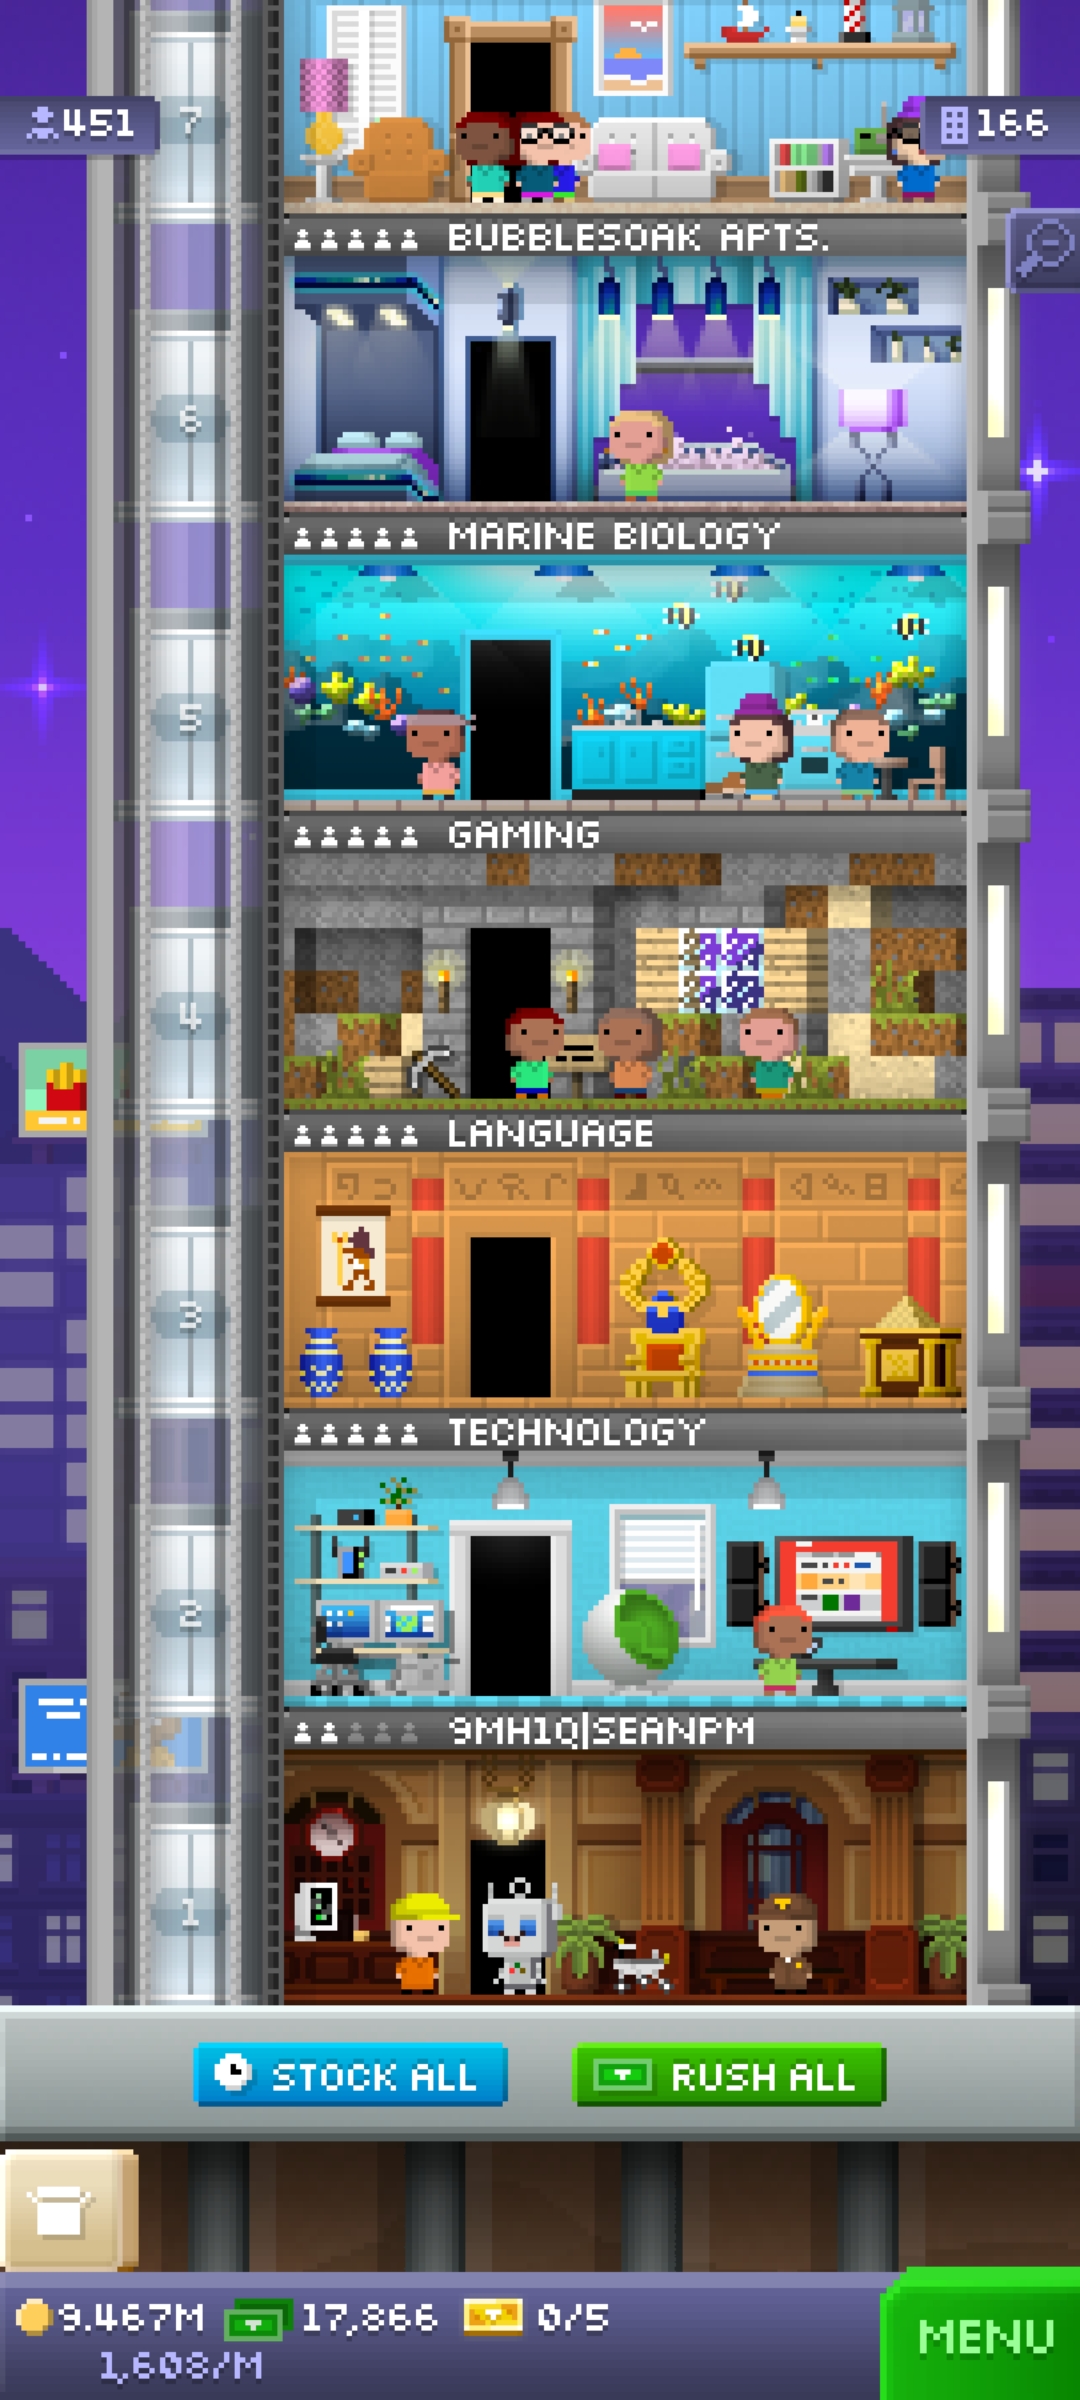 7
451
166
BUBBLESOAK APTS.
6
MARINE BIOLOGY
5
GAMING
4
LANGUAGE
3
TECHNOLOGY
2
9MH1Q|SEANPM
1
STOCK ALL
RUSH ALL
9.467M
17,866
0/5
1,608/M
MENU